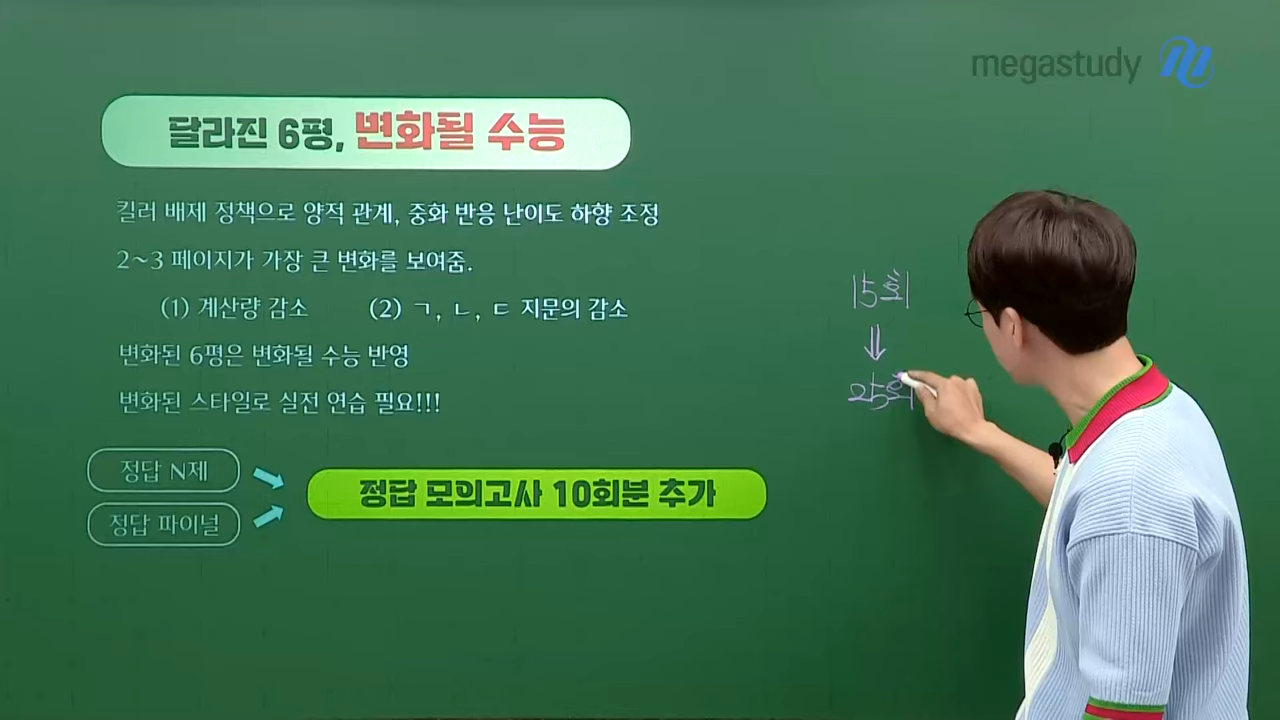 megastudy
달라진 6평, 변화될 수능
킬러 배제 정책으로 양적 관계, 중화 반응 난이도 하향 조정
2~3 페이지가 가장 큰 변화를 보여줌.
(1) 계산량 감소 (2) ㄱ, ㄴ, ㄷ 지문의 감소
변화된 6평은 변화될 수능 반영
변화된 스타일로 실전 연습 필요!!!
정답 N제
정답 파이널
정답 모의고사 10회분 추가
15회
⇓
25회